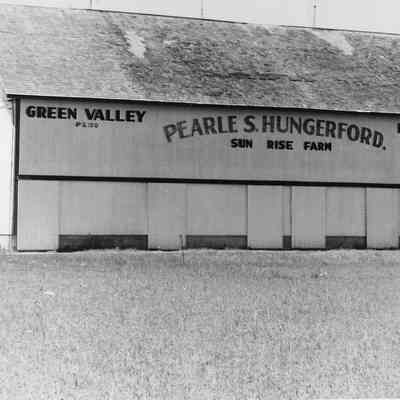 GREEN VALLEY
PEARLE S. HUNGERFORD.
SUN RISE FARM